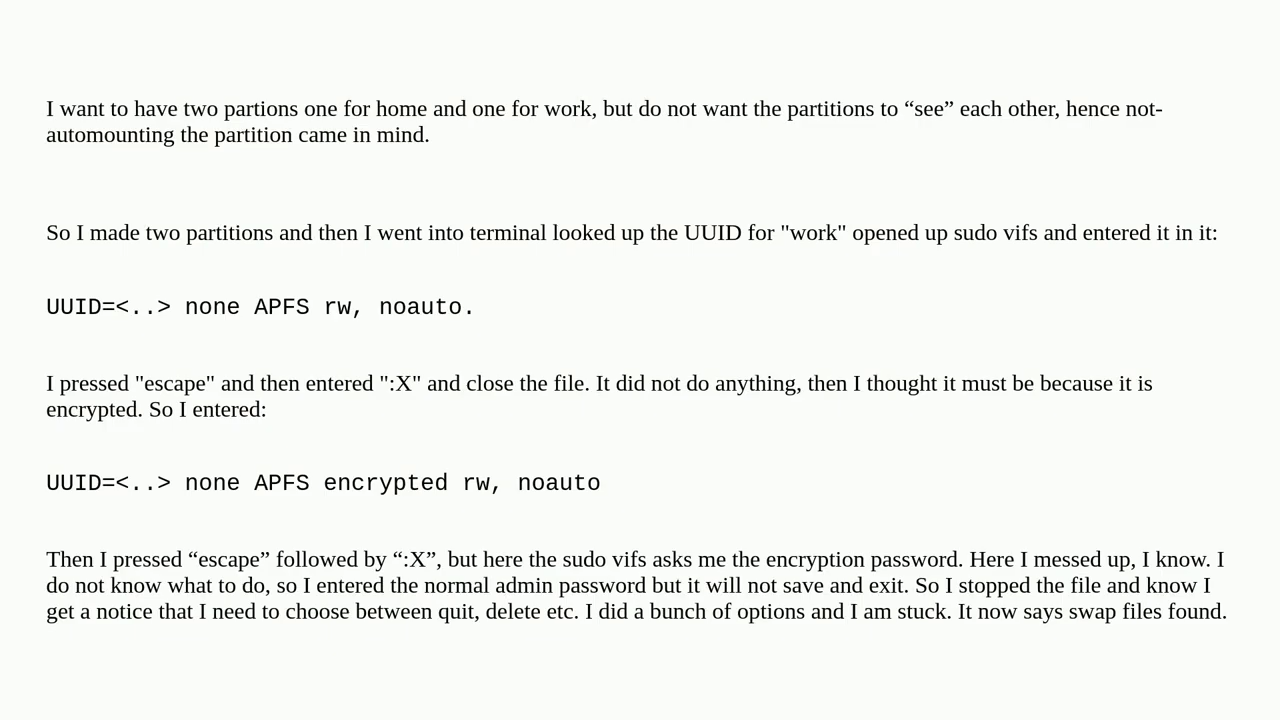 I want to have two partions one for home and one for work, but do not want the partitions to “see” each other, hence not-
automounting the partition came in mind.
So I made two partitions and then I went into terminal looked up the UUID for "work" opened up sudo vifs and entered it in it:
UUID=<..> none APFS rw, noauto.
I pressed "escape" and then entered ":X" and close the file. It did not do anything, then I thought it must be because it is
encrypted. So I entered:
UUID=<..> none APFS encrypted rw, noauto
Then I pressed “escape” followed by “:X”, but here the sudo vifs asks me the encryption password. Here I messed up, I know. I
do not know what to do, so I entered the normal admin password but it will not save and exit. So I stopped the file and know I
get a notice that I need to choose between quit, delete etc. I did a bunch of options and I am stuck. It now says swap files found.